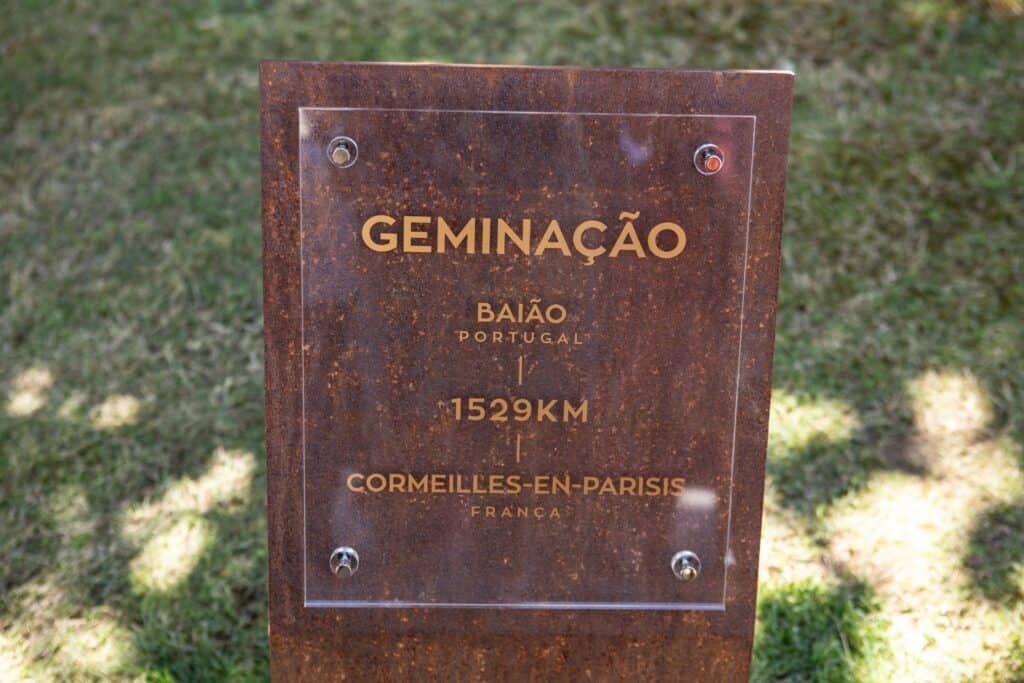 GEMINAÇÃO
BAIÃO
PORTUGAL
1529KM
CORMEILLES-EN-PARISIS
FRANÇA